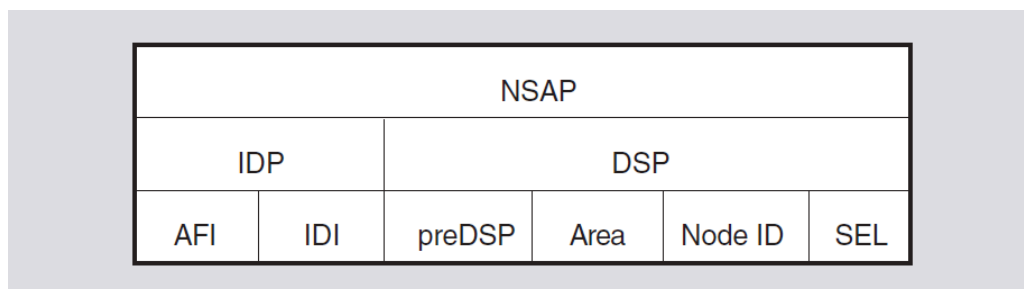 NSAP
IDP DSP
AFI IDI preDSP Area Node ID SEL